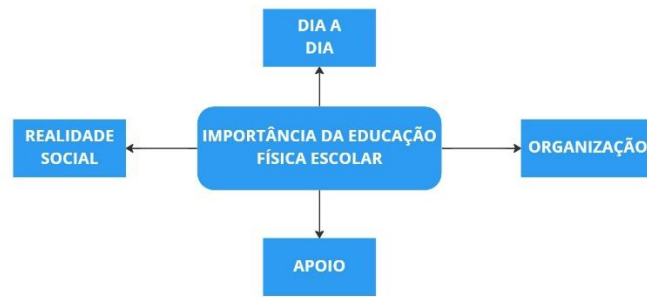 DIA A
DIA
REALIDADE
SOCIAL
IMPORTÂNCIA DA EDUCAÇÃO
FÍSICA ESCOLAR
ORGANIZAÇÃO
APOIO